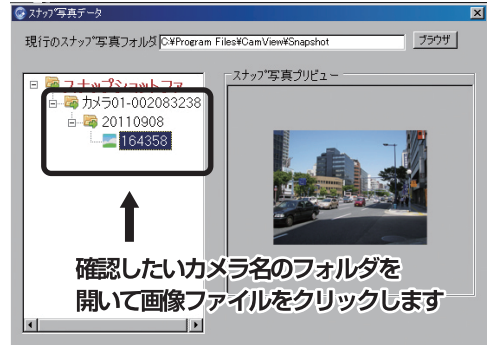 スナップ写真データ
現行のスナップ写真フォルダ C:¥Program Files¥CamView¥Snapshot ブラウザ
スナップショットファ
カメラ01-002083238
20110908
164358
スナップ写真プリビュー
確認したいカメラ名のフォルダを
開いて画像ファイルをクリックします